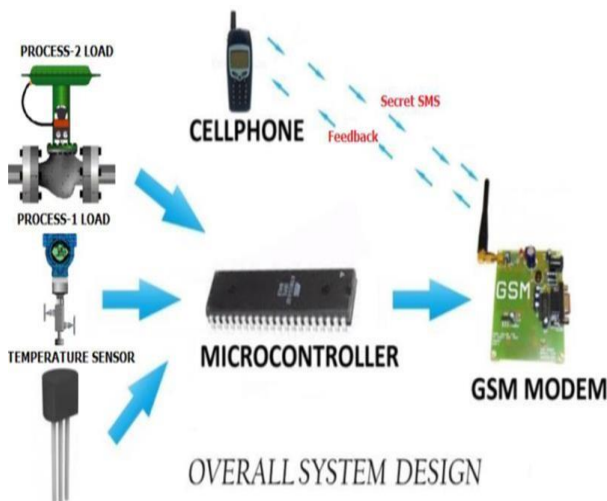 PROCESS-2 LOAD
CELLPHONE
Secret SMS
Feedback
PROCESS-1 LOAD
GSM
TEMPERATURE SENSOR
MICROCONTROLLER
GSM MODEM
OVERALL SYSTEM DESIGN